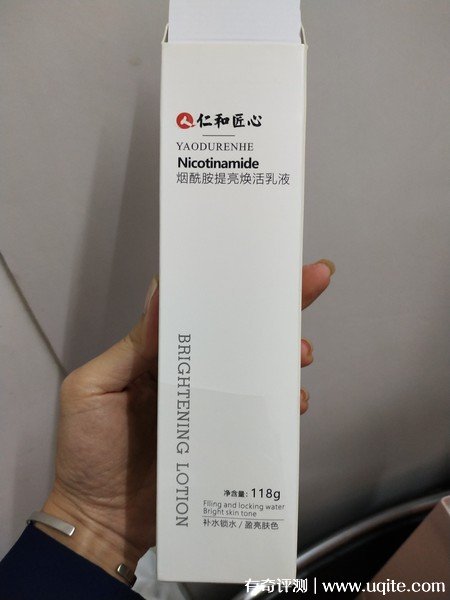 仁和匠心
YAODURENHE
Nicotinamide
烟酰胺提亮焕活乳液
BRIGHTENING LOTION
净含量：118g
Flling and locking water
Bright skin tone
补水锁水/盈亮肤色
有奇评测 | www.uqite.com